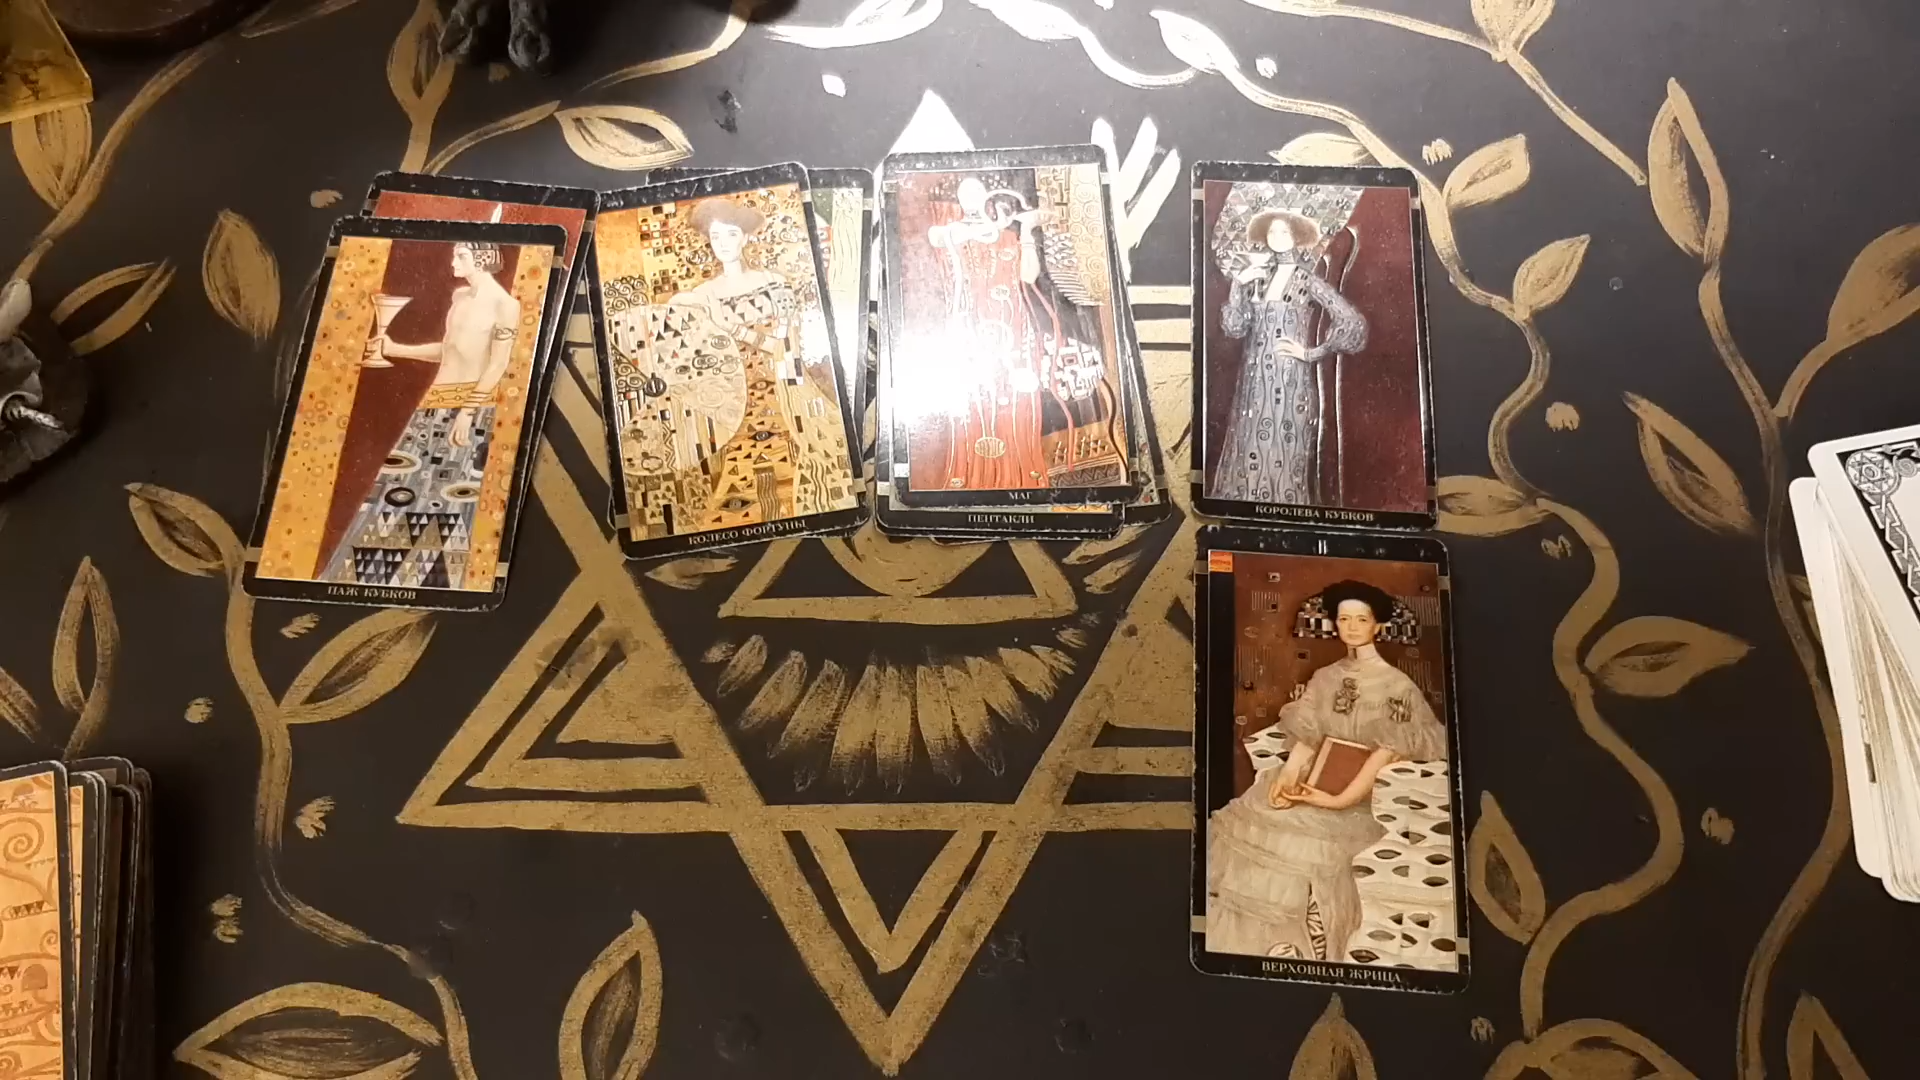 ПАЖ КУБКОВ
КОЛЕСО ФОРТУНЫ
МАГ
ПЕНТАКЛИ
КОРОЛЕВА КУБКОВ
II
ВЕРХОВНАЯ ЖРИЦА